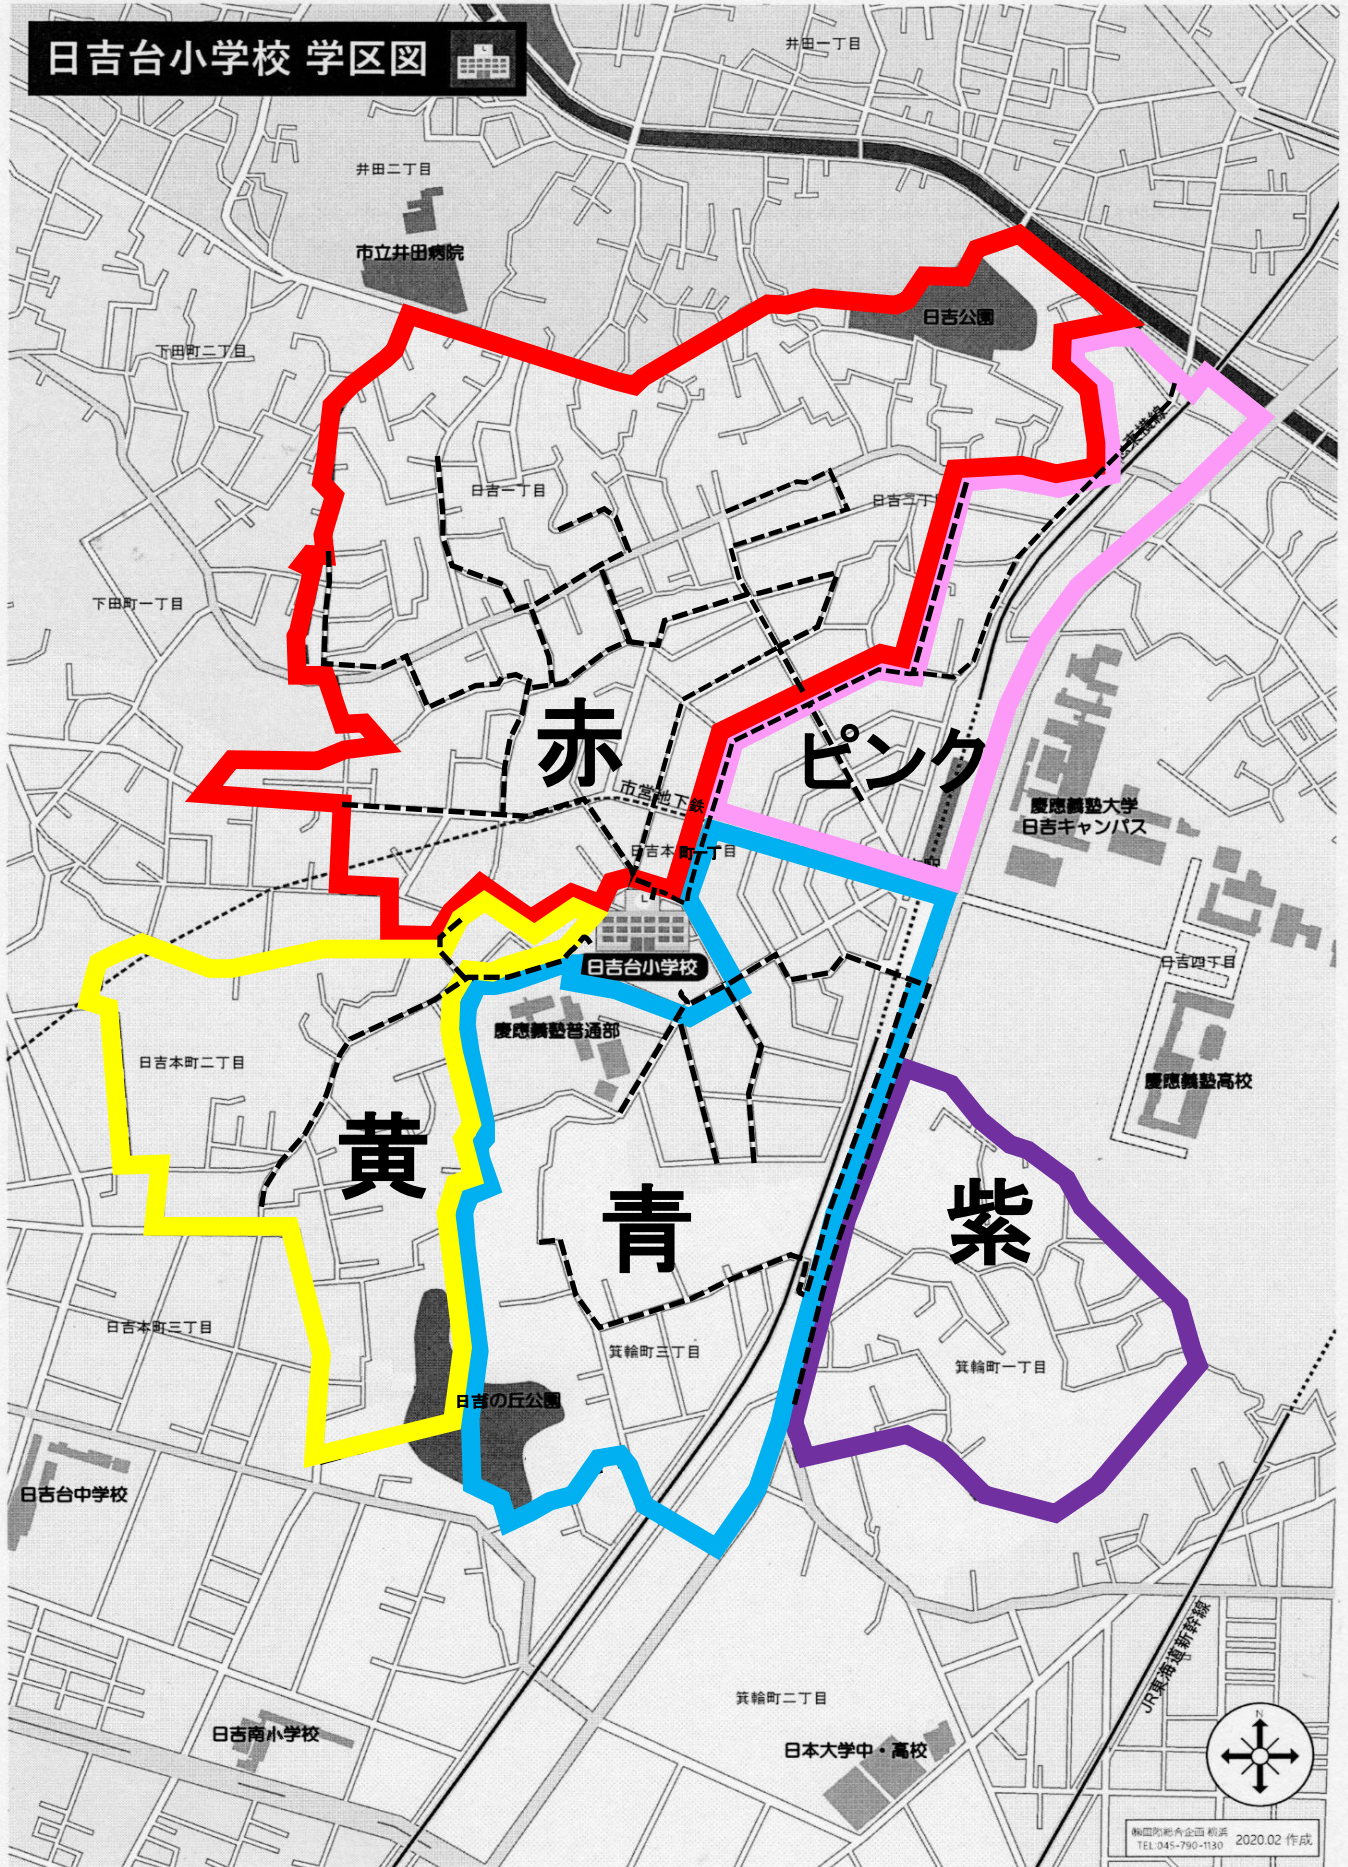 日吉台小学校 学区図
井田一丁目
井田二丁目
市立井田病院
日吉公園
下田町二丁目
東横線
日吉一丁目
日吉二丁
下田町一丁目
赤
ピンク
市営地下鉄
慶應義塾大学
日吉キャンパス
日吉本町一丁目
日吉四丁目
日吉台小学校
慶應義塾普通部
日吉本町二丁目
慶應義塾高校
黄
青
紫
日吉本町三丁目
箕輪町三丁目
箕輪町一丁目
日吉の丘公園
日吉台中学校
JR東海道新幹線
箕輪町二丁目
日吉南小学校
日本大学中・高校
N
TEL:045-790-1130
2020.02 作成